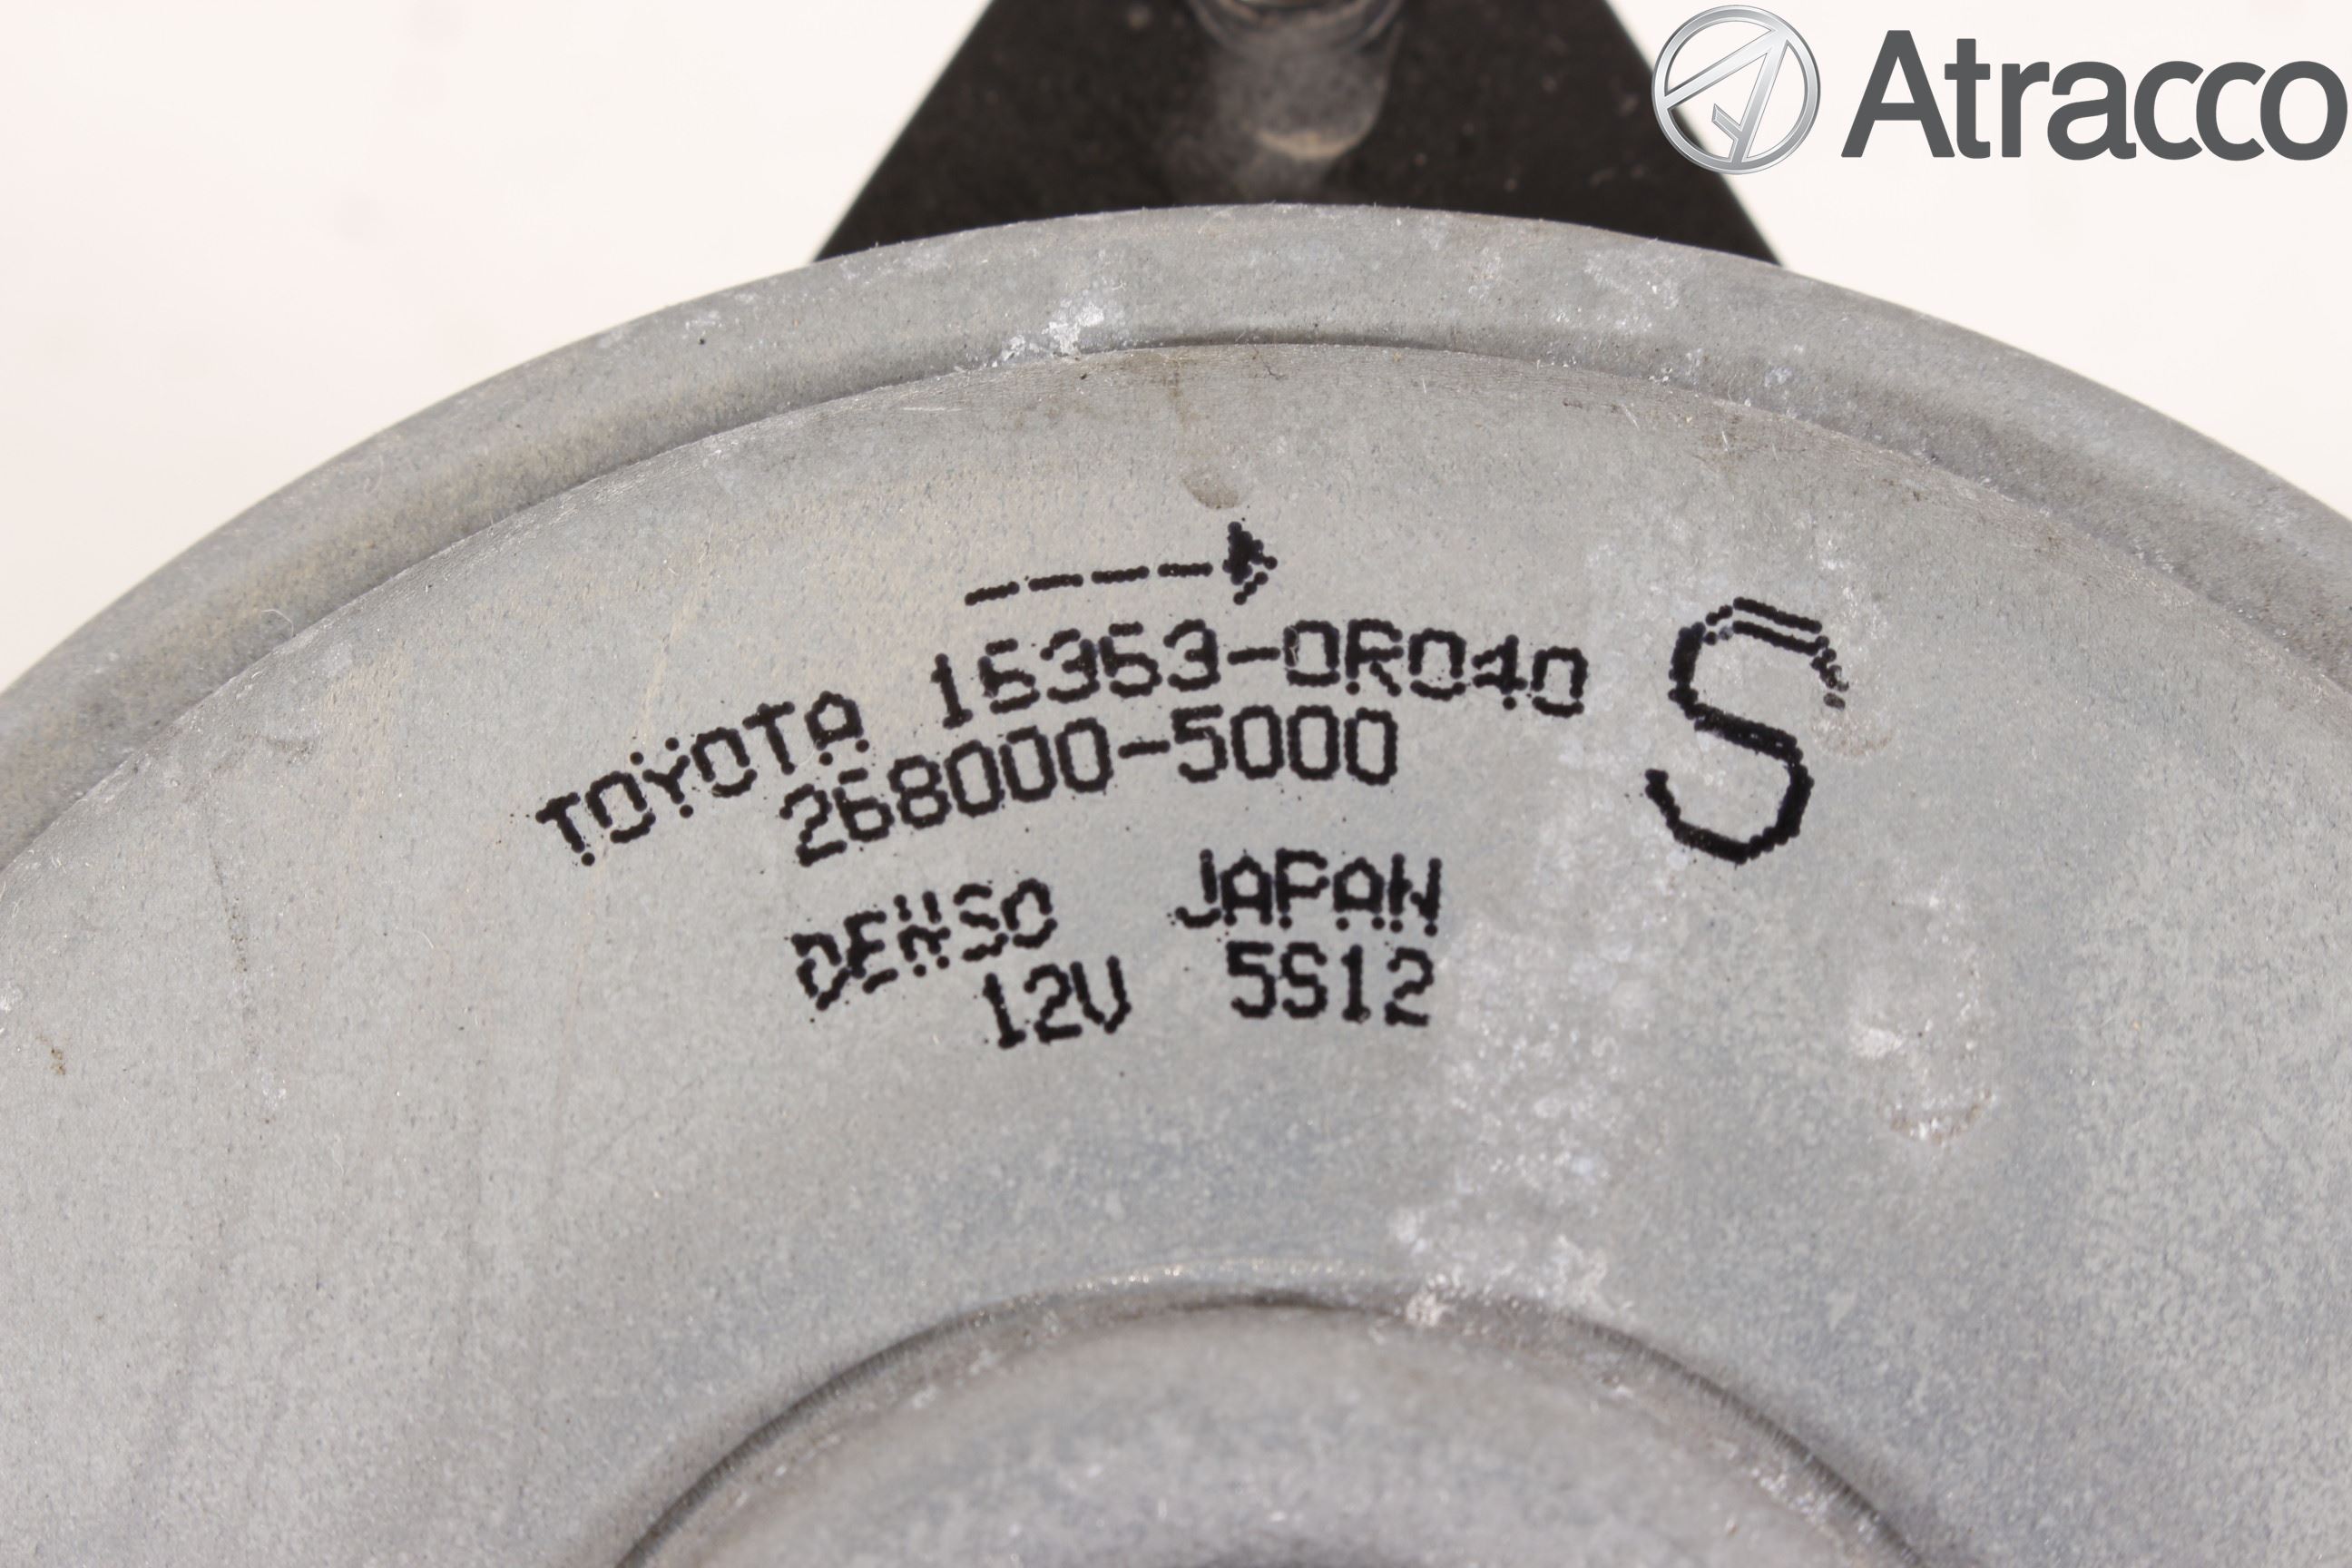 Atracco
TOYOTA 16363-0R040
S
268000-5000
DENSO JAPAN
12V 5S12